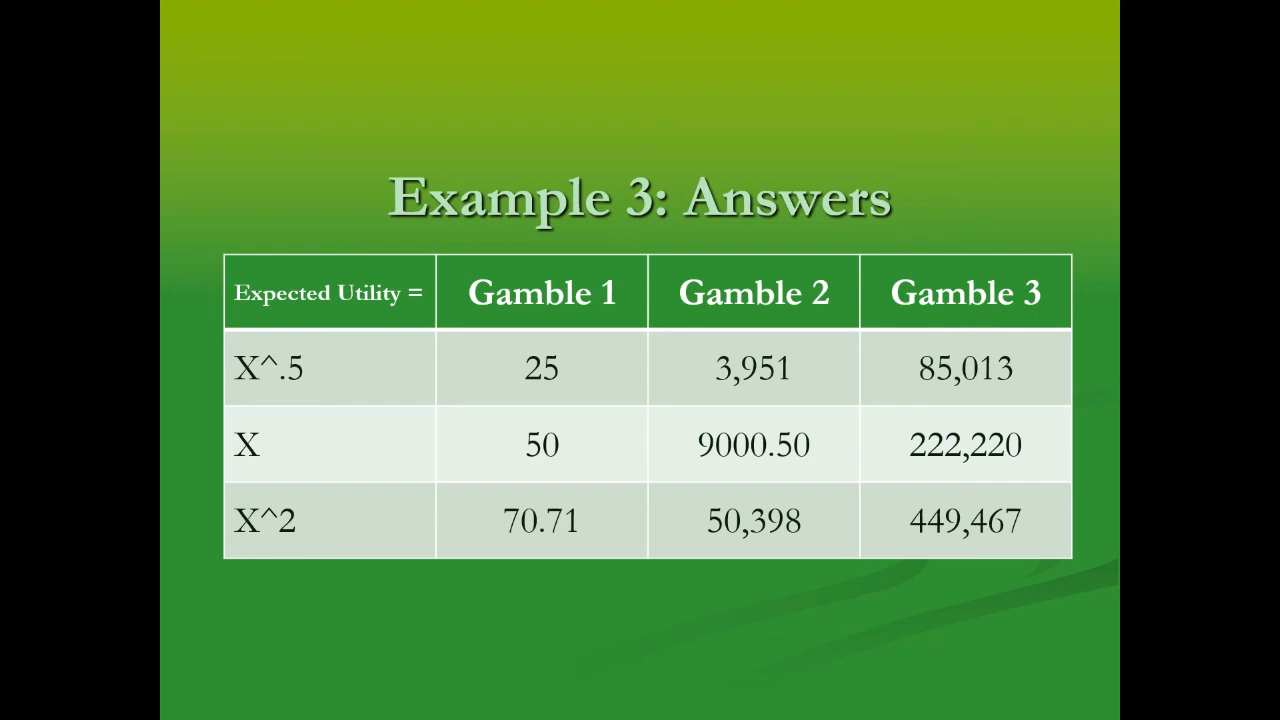 Example 3: Answers
Expected Utility = Gamble 1 Gamble 2 Gamble 3
X^.5 25 3,951 85,013
X 50 9000.50 222,220
X^2 70.71 50,398 449,467